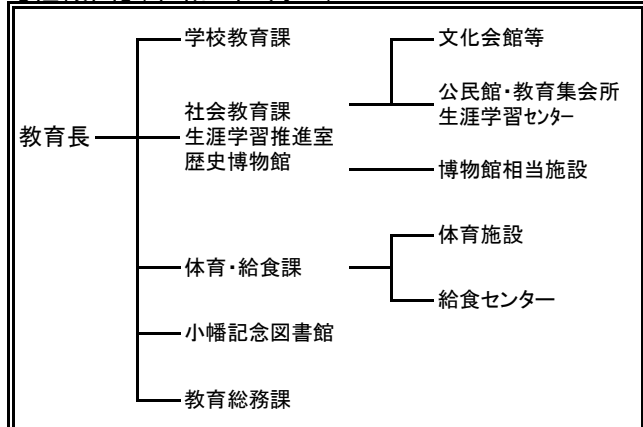 学校教育課
文化会館等
社会教育課
生涯学習推進室
歴史博物館
公民館・教育集会所
生涯学習センター
教育長
博物館相当施設
体育施設
体育・給食課
給食センター
小幡記念図書館
教育総務課